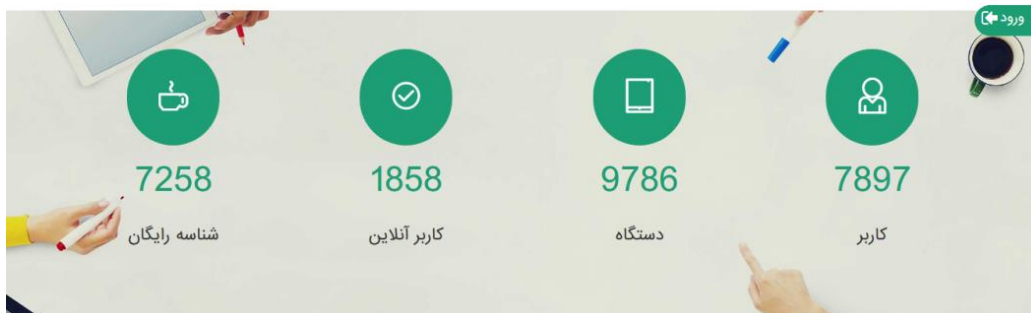 ورود
7897
9786
1858
7258
کاربر
دستگاه
کاربر آنلاین
شناسه رایگان